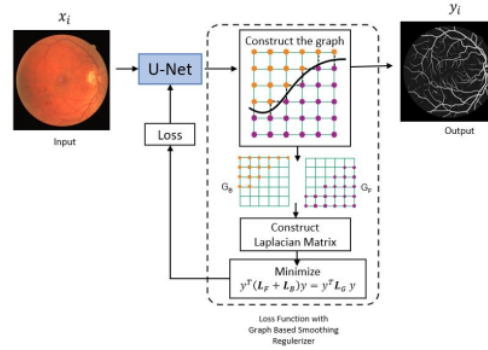 x_i
y_i
Construct the graph
U-Net
Loss
Input
Output
G_B
G_F
Construct
Laplacian Matrix
Minimize
y^T(L_F + L_B)y = y^T L_G y
Loss Function with
Graph Based Smoothing
Regulerizer